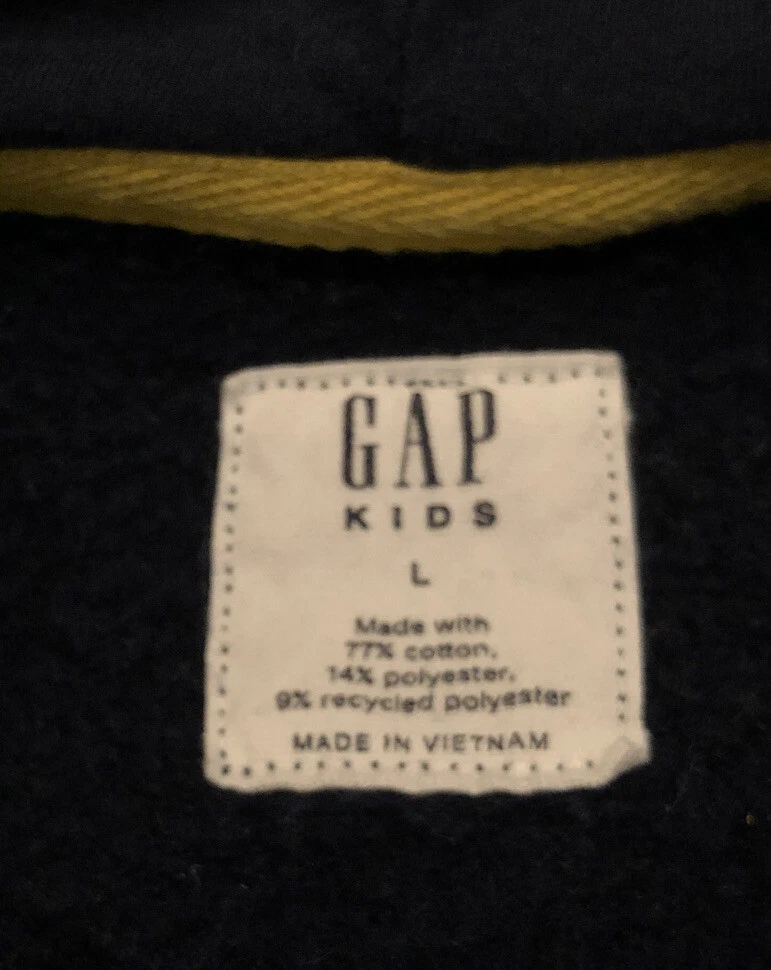 GAP
KIDS
L
Made with
77% cotton,
14% polyester,
9% recycled polyester
MADE IN VIETNAM